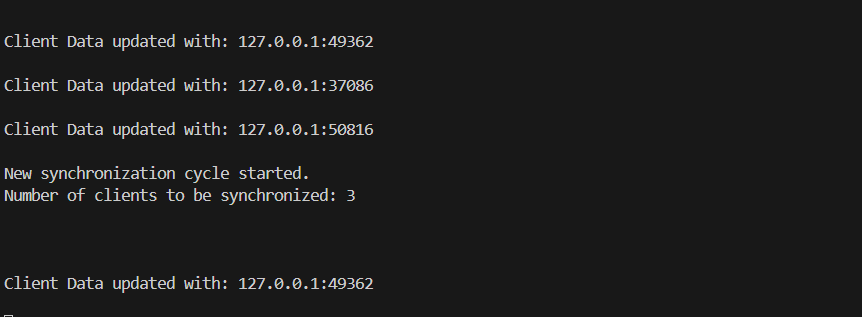 Client Data updated with: 127.0.0.1:49362
Client Data updated with: 127.0.0.1:37086
Client Data updated with: 127.0.0.1:50816
New synchronization cycle started.
Number of clients to be synchronized: 3
Client Data updated with: 127.0.0.1:49362